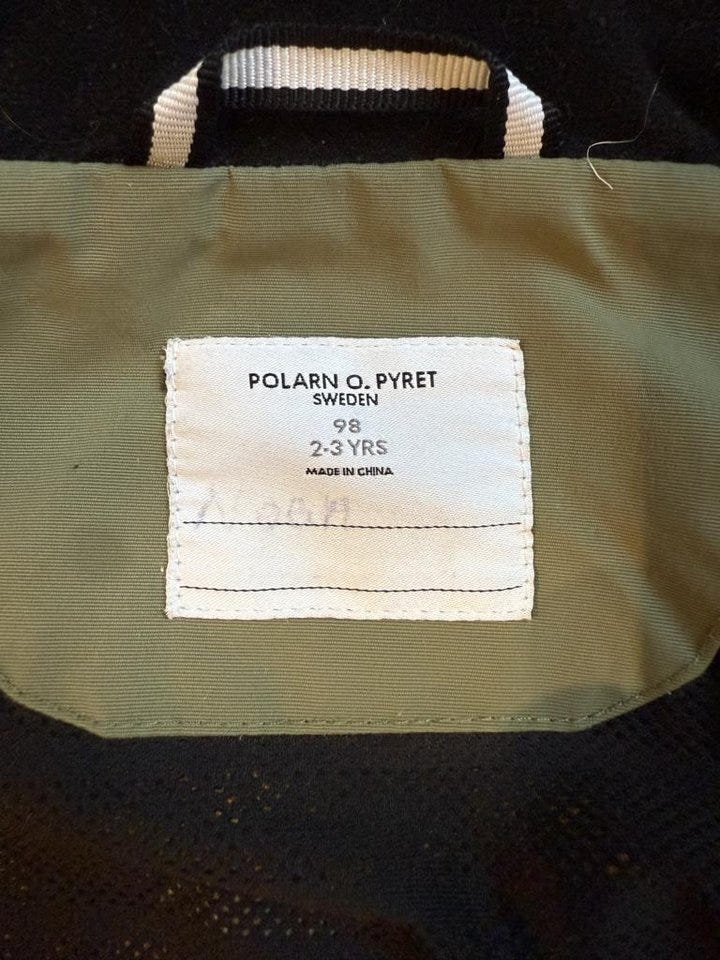 POLARN O. PYRET
SWEDEN
98
2-3 YRS
MADE IN CHINA